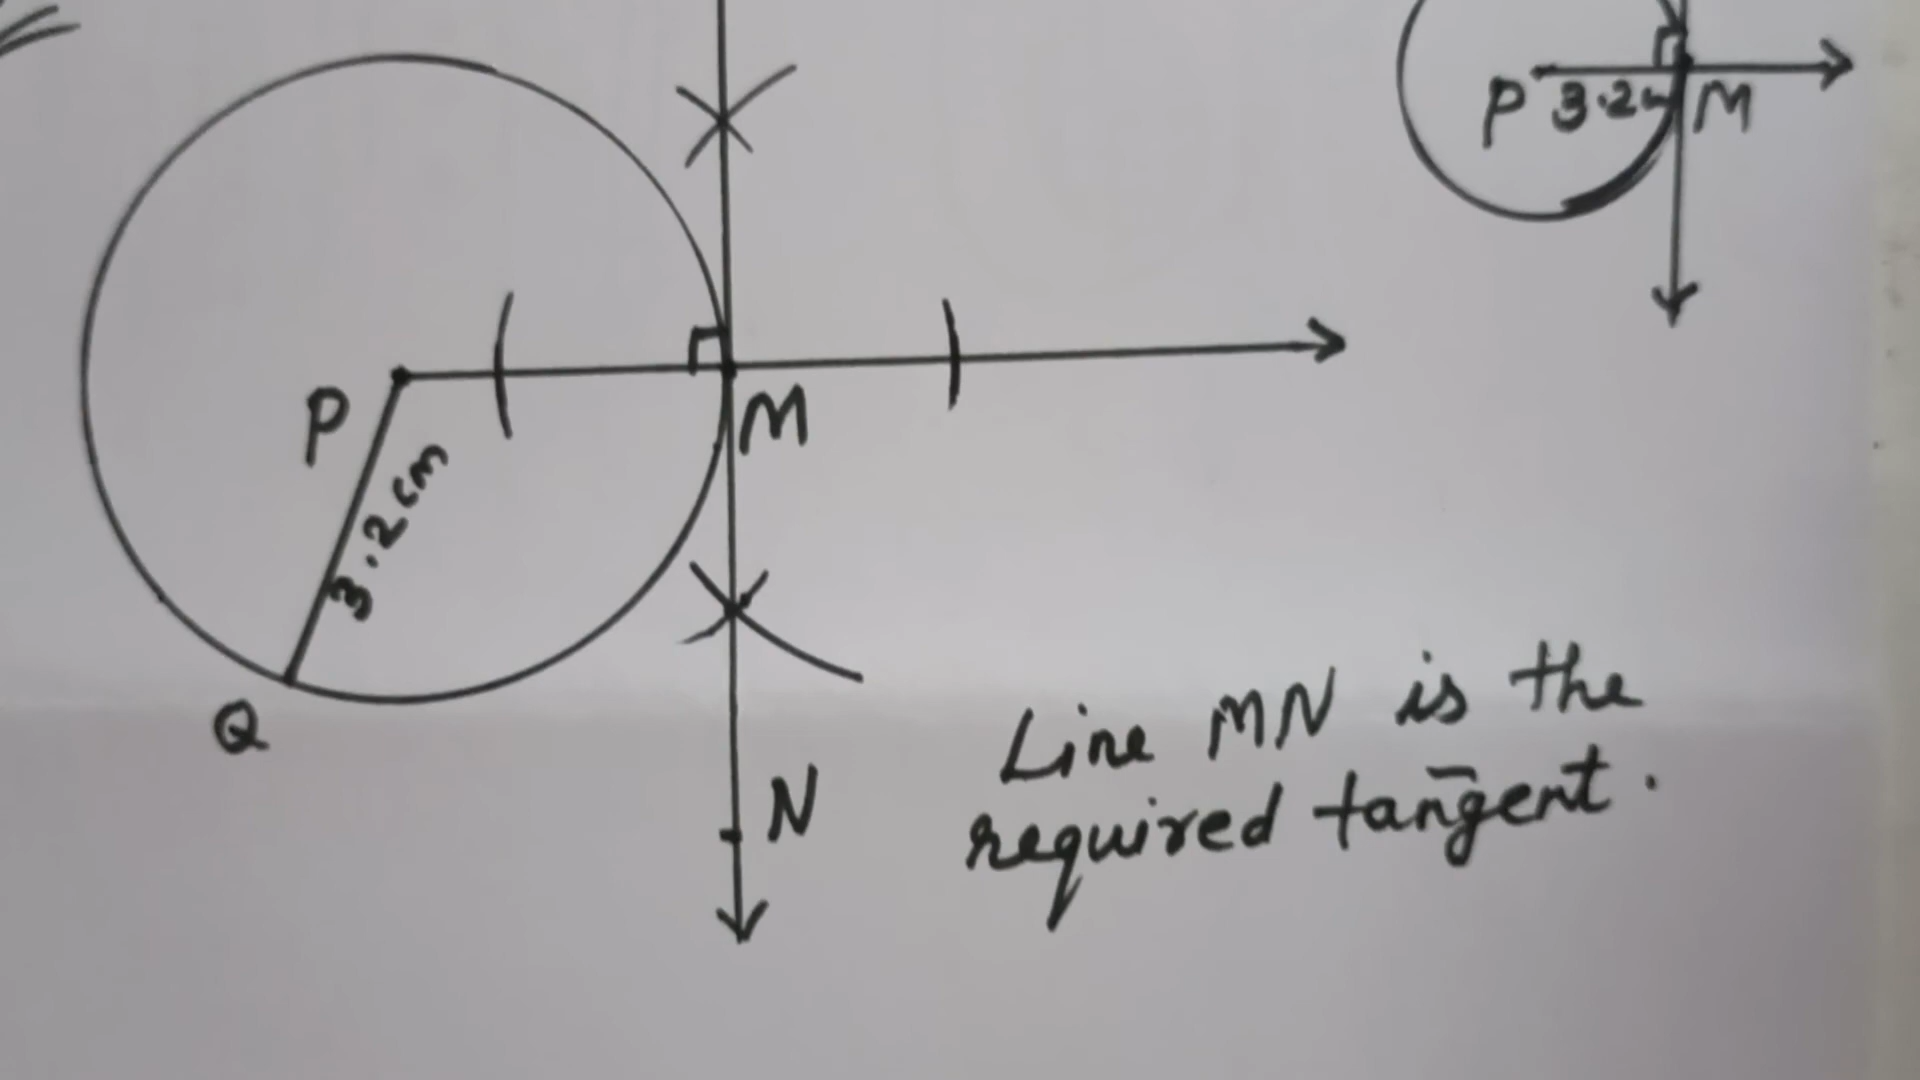 P 3.2 M
P
M
3.2 cm
Q
N
Line MN is the
required tangent.